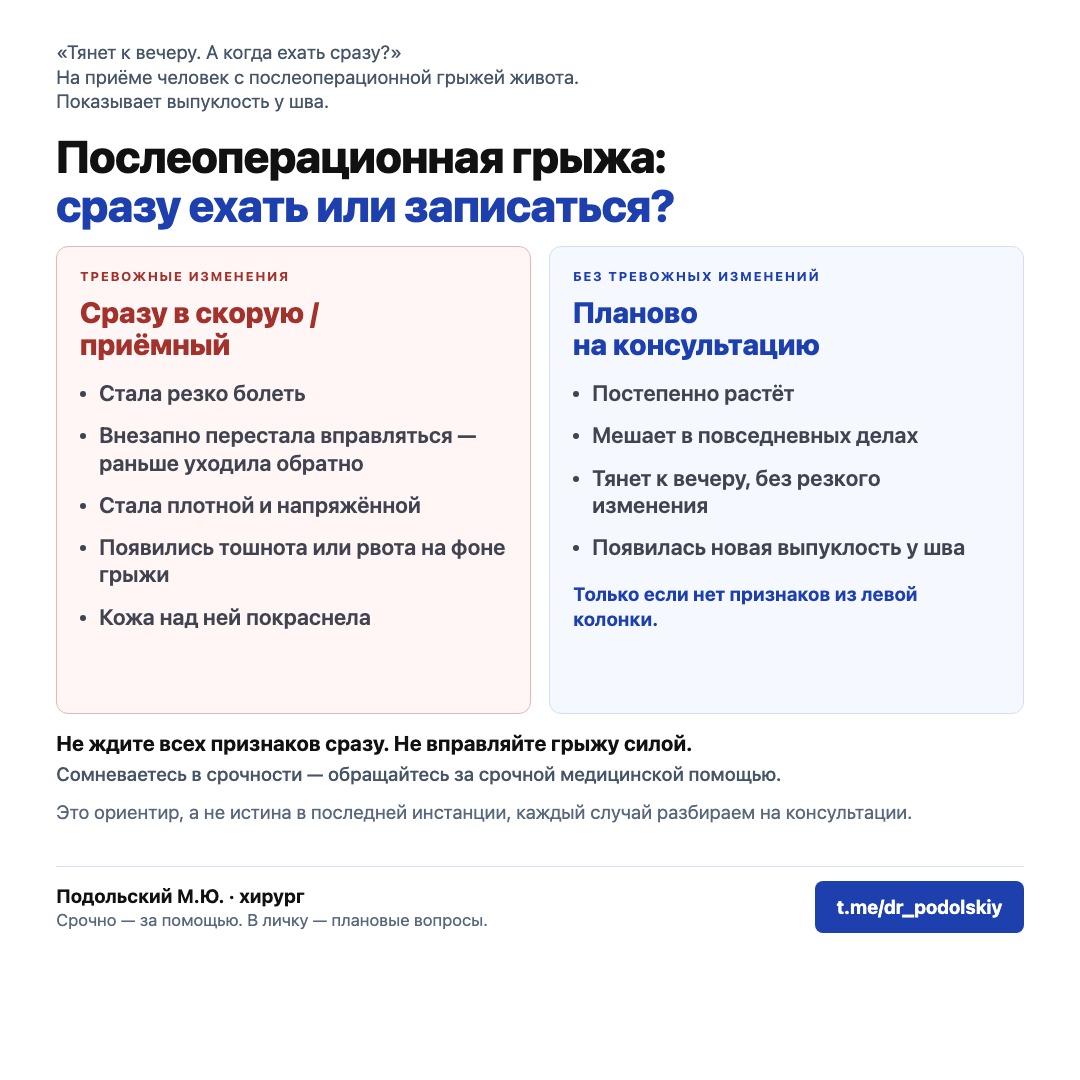 «Тянет к вечеру. А когда ехать сразу?»
На приёме человек с послеоперационной грыжей живота.
Показывает выпуклость у шва.
Послеоперационная грыжа:
сразу ехать или записаться?
ТРЕВОЖНЫЕ ИЗМЕНЕНИЯ
Сразу в скорую /
приёмный
• Стала резко болеть
• Внезапно перестала вправляться —
раньше уходила обратно
• Стала плотной и напряжённой
• Появились тошнота или рвота на фоне
грыжи
• Кожа над ней покраснела
БЕЗ ТРЕВОЖНЫХ ИЗМЕНЕНИЙ
Планово
на консультацию
• Постепенно растёт
• Мешает в повседневных делах
• Тянет к вечеру, без резкого
изменения
• Появилась новая выпуклость у шва
Только если нет признаков из левой
колонки.
Не ждите всех признаков сразу. Не вправляйте грыжу силой.
Сомневаетесь в срочности — обращайтесь за срочной медицинской помощью.
Это ориентир, а не истина в последней инстанции, каждый случай разбираем на консультации.
Подольский М.Ю. · хирург
Срочно — за помощью. В личку — плановые вопросы.
t.me/dr_podolskiy